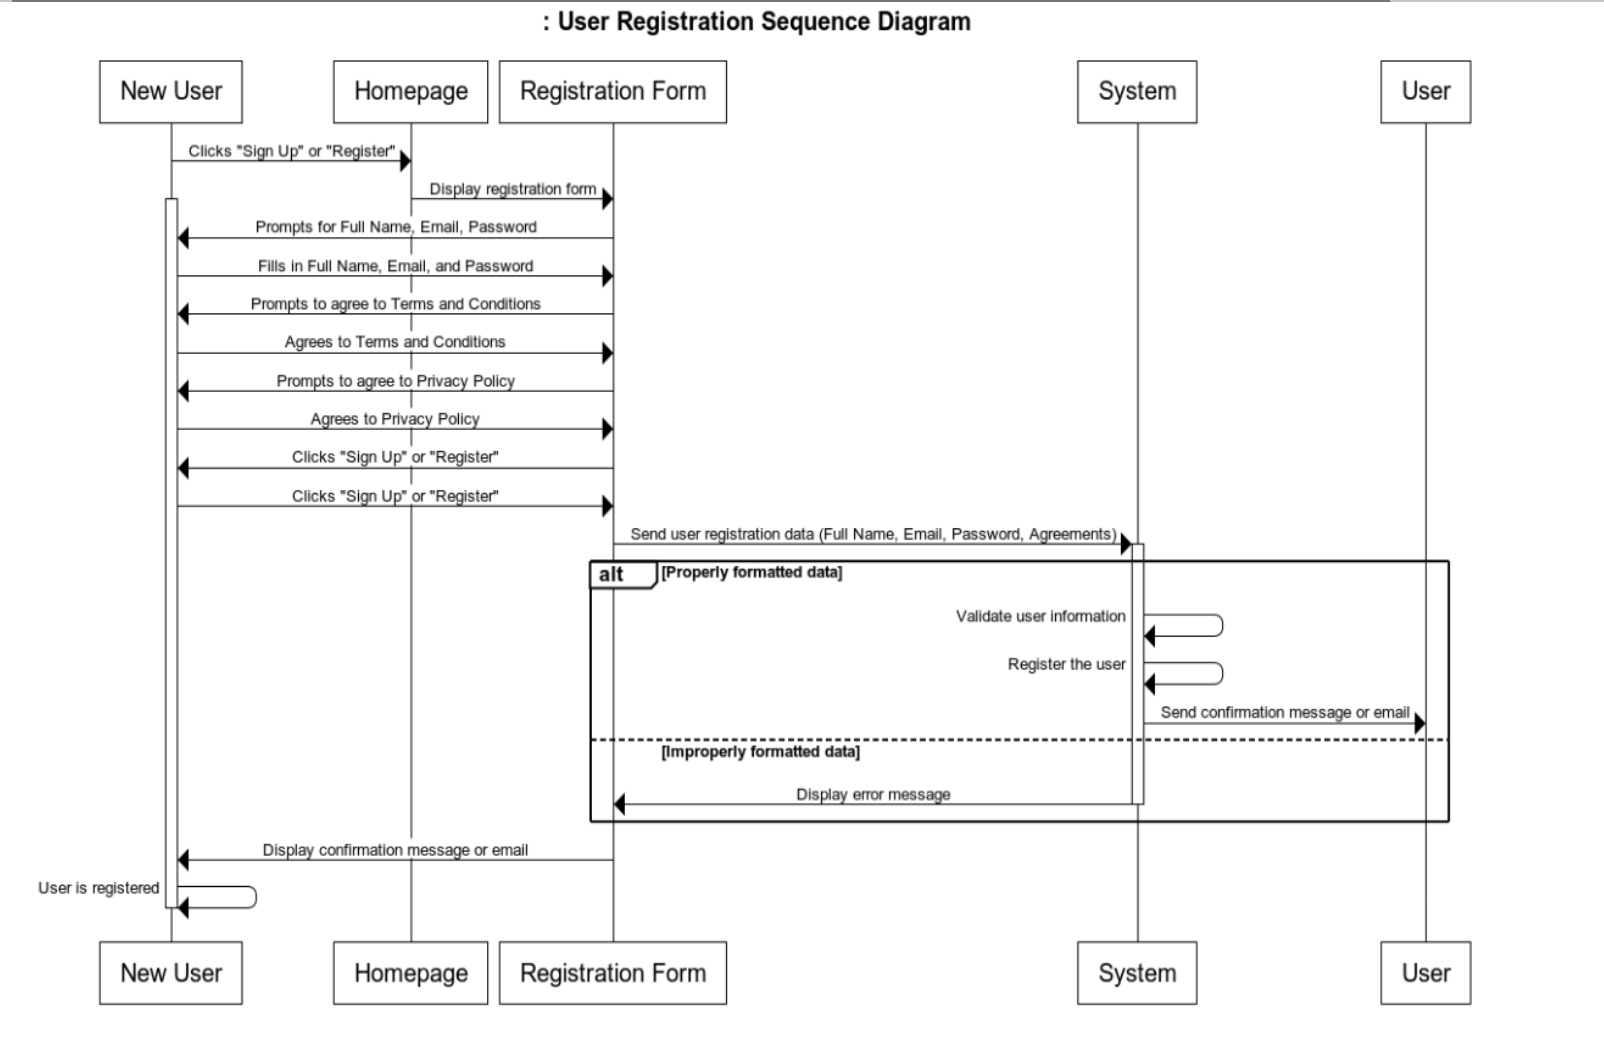 : User Registration Sequence Diagram
New User
Homepage
Registration Form
System
User
Clicks "Sign Up" or "Register"
Display registration form
Prompts for Full Name, Email, Password
Fills in Full Name, Email, and Password
Prompts to agree to Terms and Conditions
Agrees to Terms and Conditions
Prompts to agree to Privacy Policy
Agrees to Privacy Policy
Clicks "Sign Up" or "Register"
Clicks "Sign Up" or "Register"
Send user registration data (Full Name, Email, Password, Agreements)
alt [Properly formatted data]
Validate user information
Register the user
Send confirmation message or email
[Improperly formatted data]
Display error message
Display confirmation message or email
User is registered
New User
Homepage
Registration Form
System
User